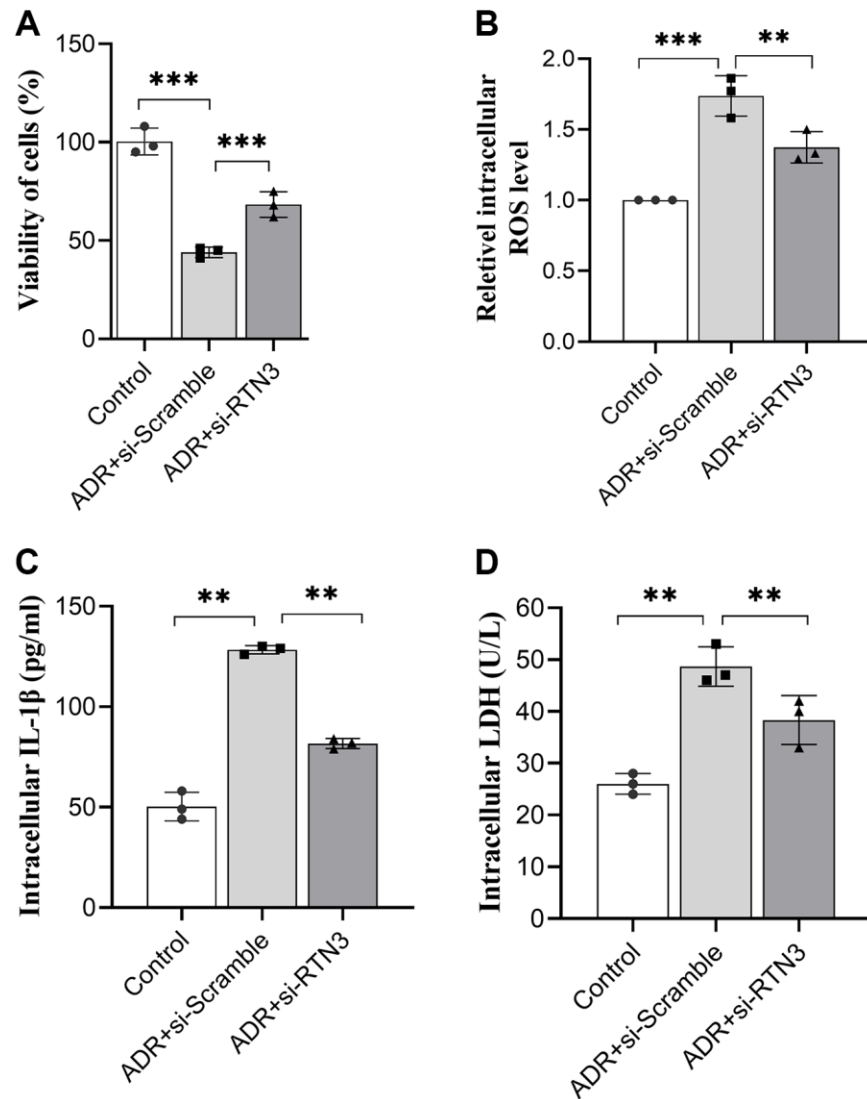 A
Viability of cells (%)
150
100
50
0
***
***
Control
ADR+si-Scramble
ADR+si-RTN3
B
Reletivel intracellular
ROS level
2.0
1.5
1.0
0.5
0.0
***
**
Control
ADR+si-Scramble
ADR+si-RTN3
C
Intracellular IL-1β (pg/ml)
150
100
50
0
**
**
Control
ADR+si-Scramble
ADR+si-RTN3
D
Intracellular LDH (U/L)
60
50
40
30
20
10
0
**
**
Control
ADR+si-Scramble
ADR+si-RTN3